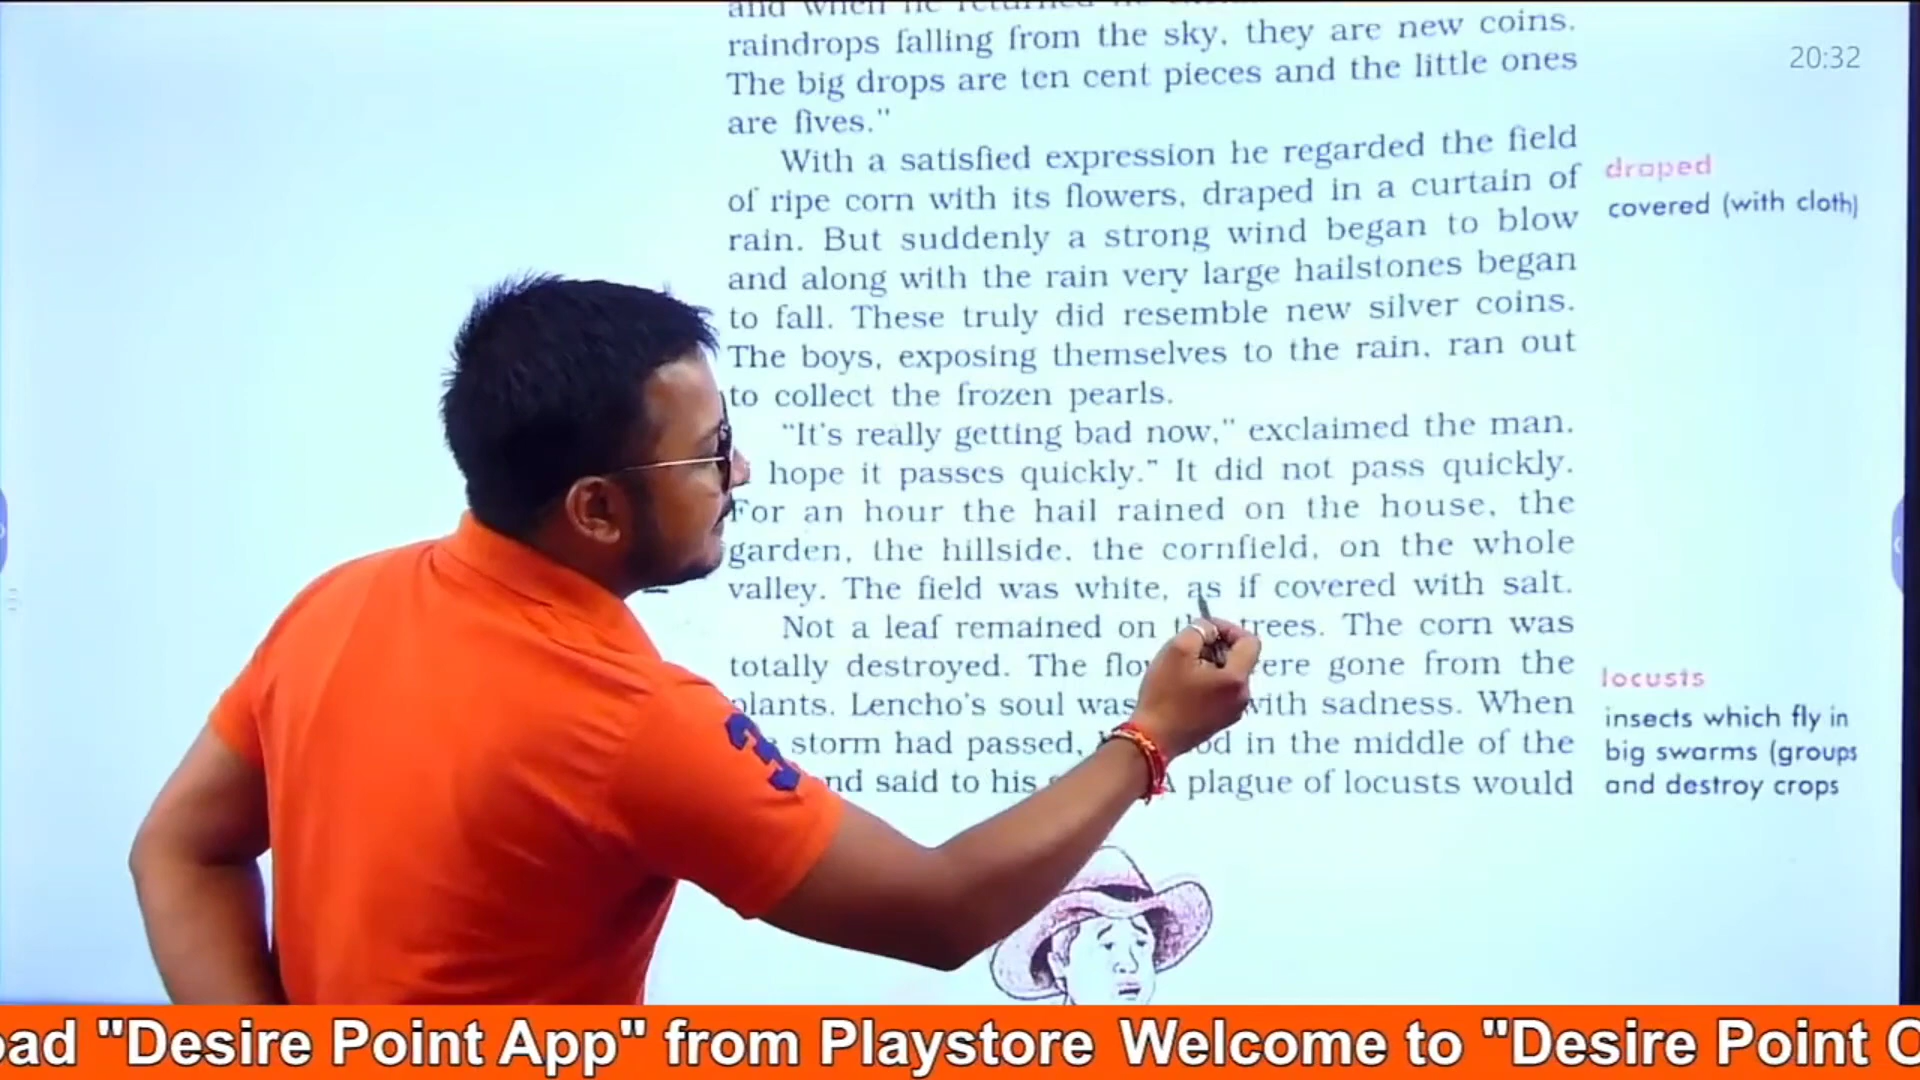 and when he returned he
raindrops falling from the sky, they are new coins.
The big drops are ten cent pieces and the little ones
are fives."
With a satisfied expression he regarded the field
of ripe corn with its flowers, draped in a curtain of
rain. But suddenly a strong wind began to blow
and along with the rain very large hailstones began
to fall. These truly did resemble new silver coins.
The boys, exposing themselves to the rain, ran out
to collect the frozen pearls.
"It's really getting bad now," exclaimed the man.
hope it passes quickly." It did not pass quickly.
For an hour the hail rained on the house, the
garden, the hillside, the cornfield, on the whole
valley. The field was white, as if covered with salt.
Not a leaf remained on trees. The corn was
totally destroyed. The were gone from the
plants. Lencho's soul was with sadness. When
storm had passed, in the middle of the
and said to his A plague of locusts would
20:32
draped
covered (with cloth)
locusts
insects which fly in
big swarms (groups
and destroy crops
3
oad "Desire Point App" from Playstore Welcome to "Desire Point